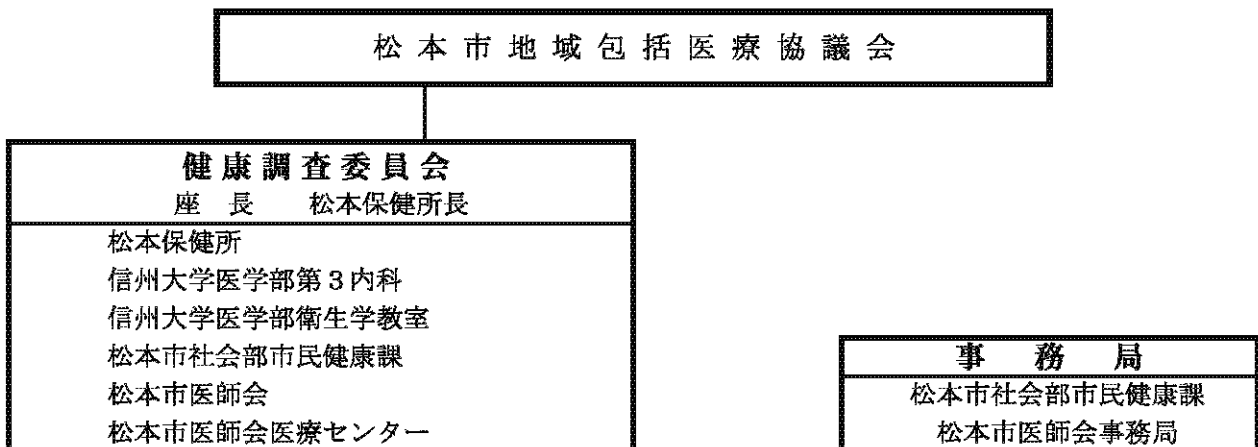 松本市地域包括医療協議会
健康調査委員会
座 長　　松本保健所長
松本保健所
信州大学医学部第３内科
信州大学医学部衛生学教室
松本市社会部市民健康課
松本市医師会
松本市医師会医療センター
事　務　局
松本市社会部市民健康課
松本市医師会事務局